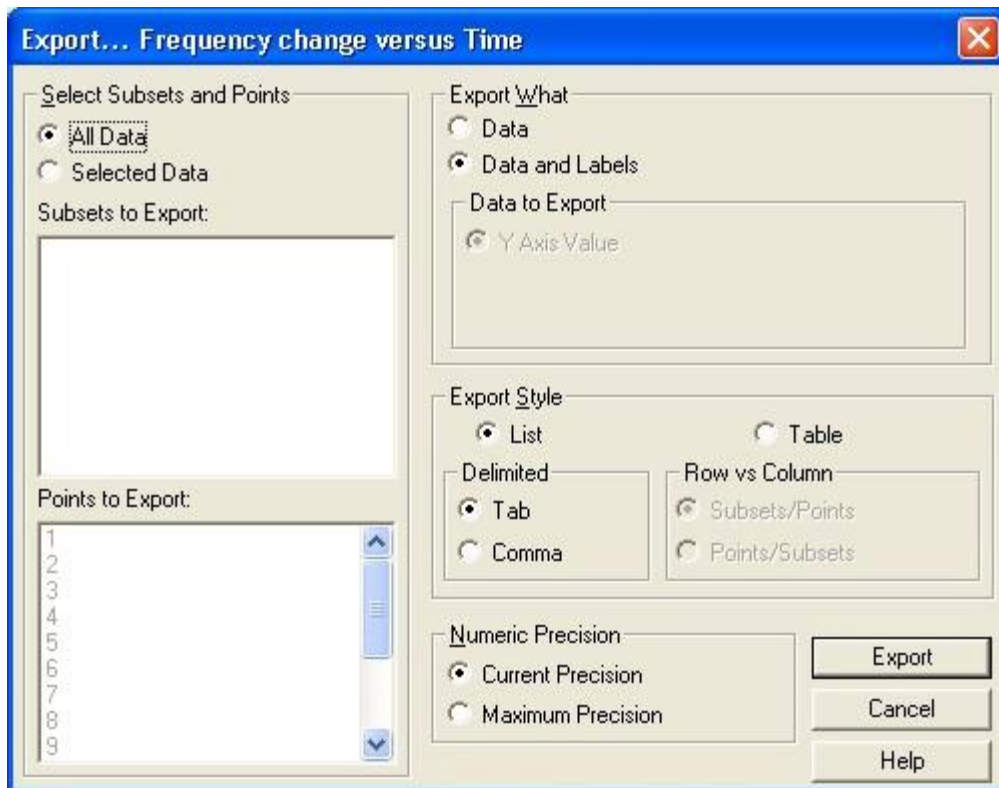 Export... Frequency change versus Time
Select Subsets and Points
All Data
Selected Data
Subsets to Export:
Points to Export:
1
2
3
4
5
6
7
8
9
Export What
Data
Data and Labels
Data to Export
Y Axis Value
Export Style
List
Table
Delimited
Tab
Comma
Row vs Column
Subsets/Points
Points/Subsets
Numeric Precision
Current Precision
Maximum Precision
Export
Cancel
Help